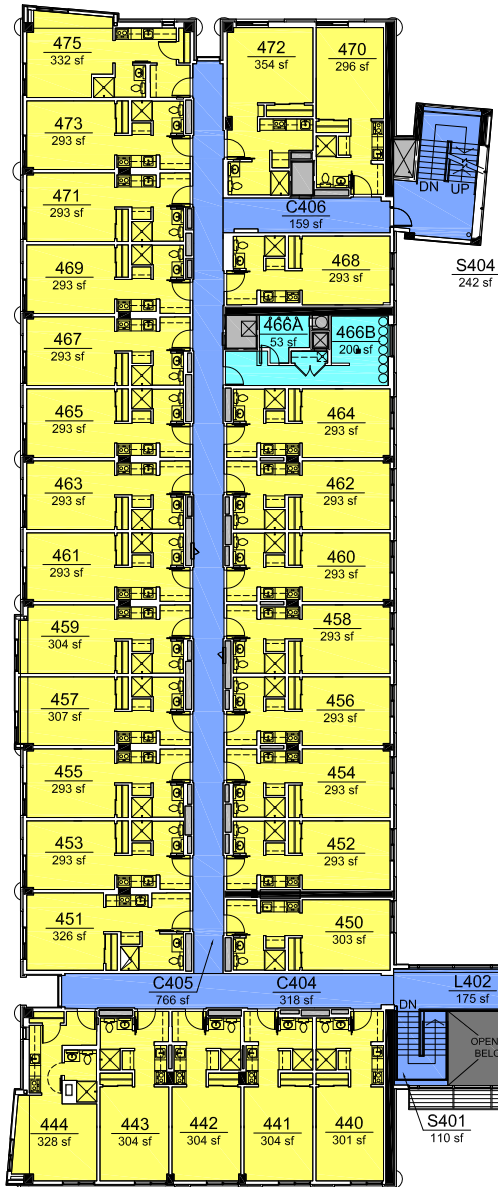 475
332 sf
472
354 sf
470
296 sf
473
293 sf
DN
UP
471
293 sf
C406
159 sf
469
293 sf
468
293 sf
S404
242 sf
467
293 sf
466A
53 sf
466B
200 sf
465
293 sf
464
293 sf
463
293 sf
462
293 sf
461
293 sf
460
293 sf
459
304 sf
458
293 sf
457
307 sf
456
293 sf
455
293 sf
454
293 sf
453
293 sf
452
293 sf
451
326 sf
450
303 sf
C405
766 sf
C404
318 sf
L402
175 sf
DN
OPEN
BELO
444
328 sf
443
304 sf
442
304 sf
441
304 sf
440
301 sf
S401
110 sf